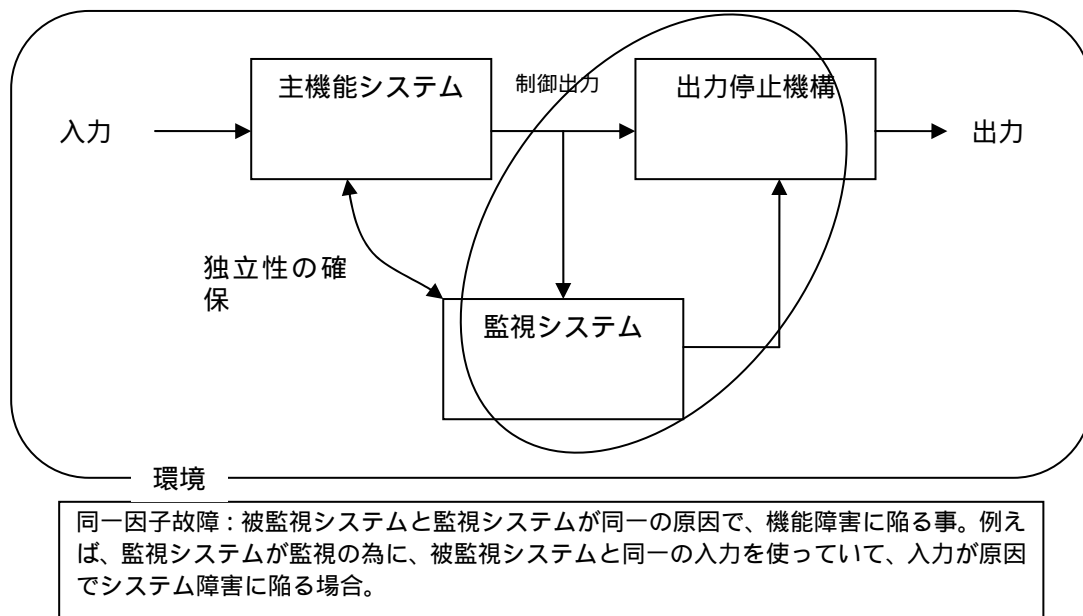 主機能システム
制御出力
出力停止機構
入力
出力
独立性の確
保
監視システム
環境
同一因子故障：被監視システムと監視システムが同一の原因で、機能障害に陥る事。例え
ば、監視システムが監視の為に、被監視システムと同一の入力を使っていて、入力が原因
でシステム障害に陥る場合。